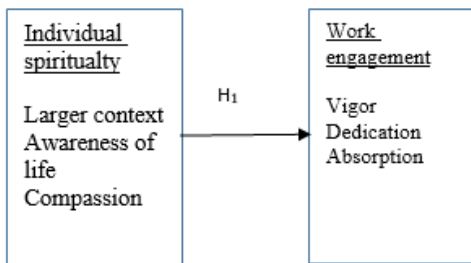 Individual
spiritualty
Larger context
Awareness of
life
Compassion
H₁
Work
engagement
Vigor
Dedication
Absorption